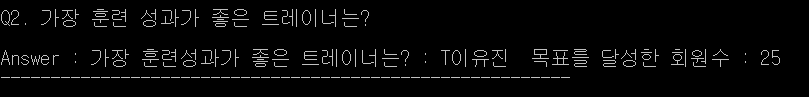 Q2. 가장 훈련 성과가 좋은 트레이너는?
Answer : 가장 훈련성과가 좋은 트레이너는? : T이유진  목표를 달성한 회원수 : 25
---------------------------------------------------------